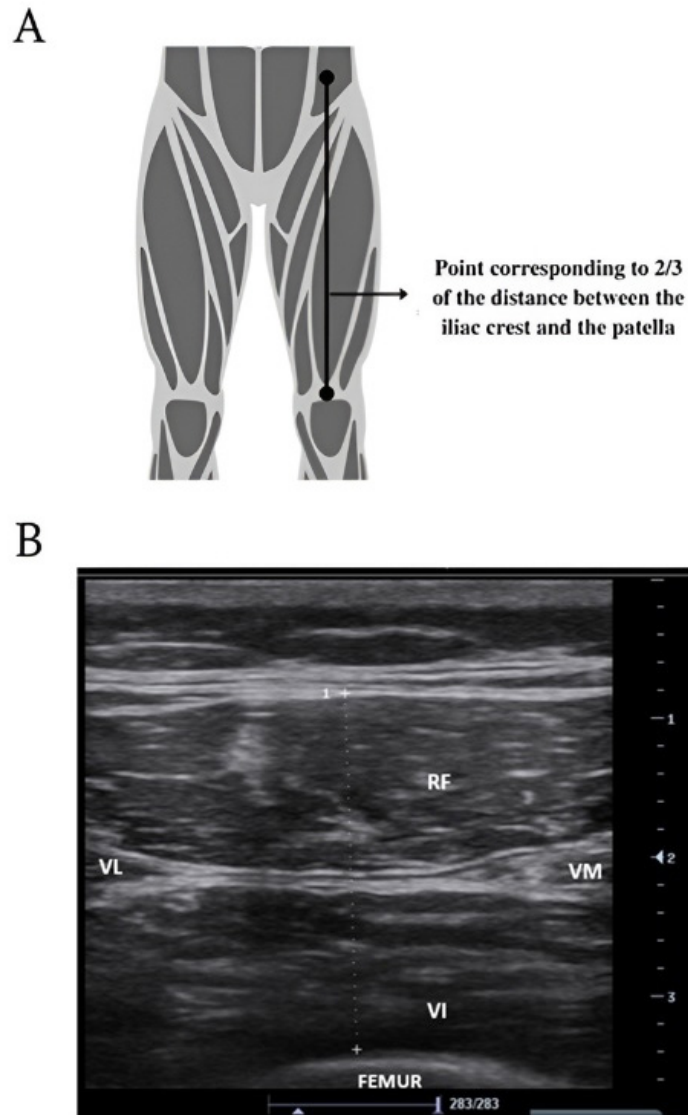 A
Point corresponding to 2/3
of the distance between the
iliac crest and the patella
B
1
1
RF
VL
VM
2
3
VI
FEMUR
283/283